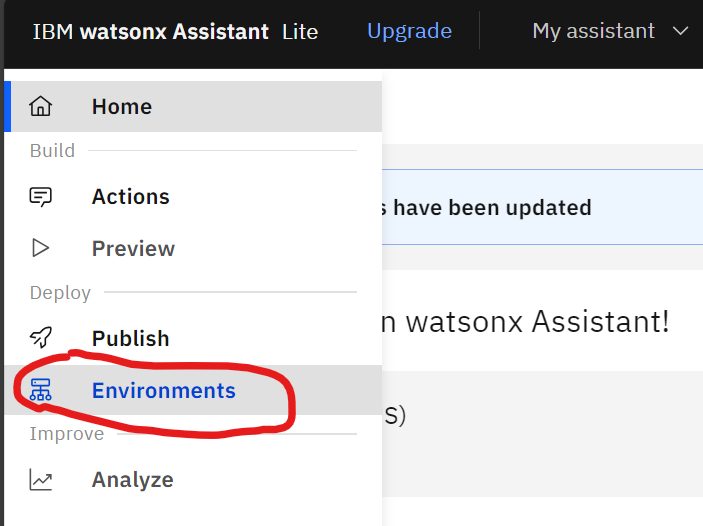 IBM watsonx Assistant Lite Upgrade My assistant
Home
Build
Actions
s have been updated
Preview
Deploy
Publish
n watsonx Assistant!
Environments
s)
Improve
Analyze